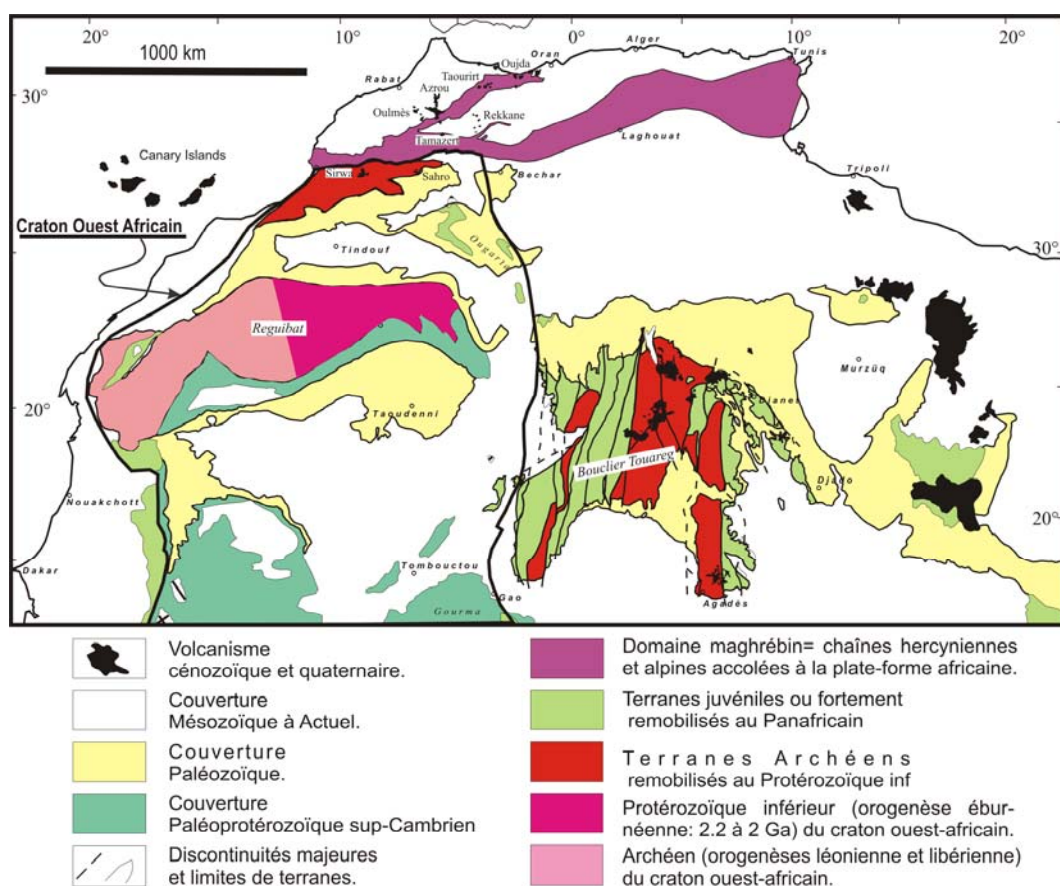 20° 10° 0° 10° 20°
1000 km
Alger
Tunis
Oran
Oujda
Rabat
Taourirt
Azrou
30°
Oulmès
Rekkane
Laghouat
Tamazert
Canary Islands
Tripoli
Sirwa
Sahro
Bechar
Craton Ouest Africain
Tindouf
30°
Reguibat
Murzüq
20°
Taoudenni
Bouclier Touareg
Djado
Nouakchott
20°
Dakar
Tombouctou
Gao
Gourma
Agadès
Volcanisme
cénozoïque et quaternaire.
Couverture
Mésozoïque à Actuel.
Couverture
Paléozoïque.
Couverture
Paléoprotérozoïque sup-Cambrien
Discontinuités majeures
et limites de terranes.
Domaine maghrébin= chaînes hercyniennes
et alpines accolées à la plate-forme africaine.
Terranes juvéniles ou fortement
remobilisés au Panafricain
Terranes Archéens
remobilisés au Protérozoïque inf
Protérozoïque inférieur (orogenèse ébur-
néenne: 2.2 à 2 Ga) du craton ouest-africain.
Archéen (orogenèses léonienne et libérienne)
du craton ouest-africain.